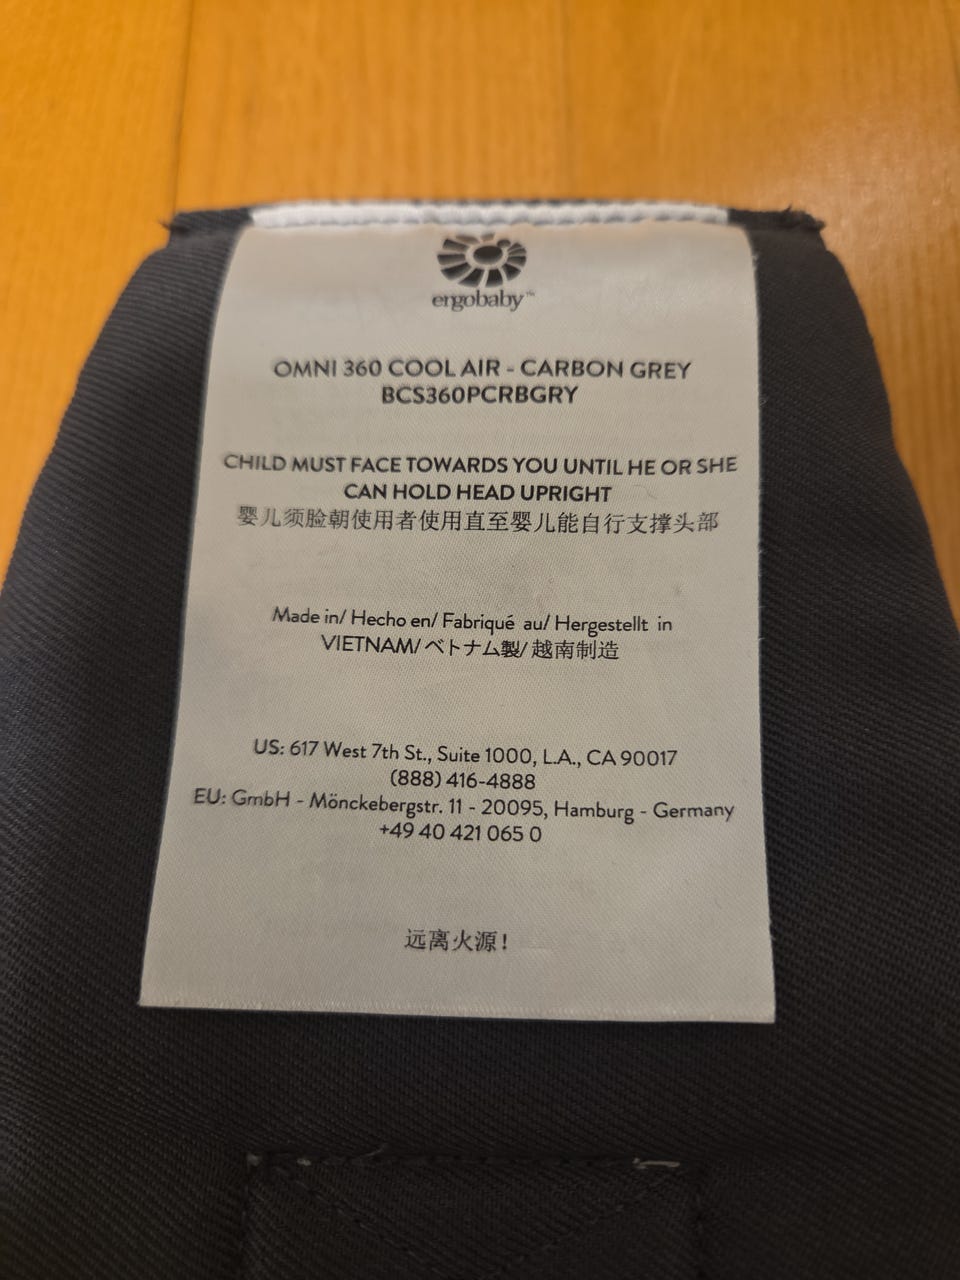 ergobaby™
OMNI 360 COOL AIR - CARBON GREY
BCS360PCRBGRY
CHILD MUST FACE TOWARDS YOU UNTIL HE OR SHE
CAN HOLD HEAD UPRIGHT
婴儿须脸朝使用者使用直至婴儿能自行支撑头部
Made in/ Hecho en/ Fabriqué au/ Hergestellt in
VIETNAM/ ベトナム製/ 越南制造
US: 617 West 7th St., Suite 1000, L.A., CA 90017
(888) 416-4888
EU: GmbH - Mönckebergstr. 11 - 20095, Hamburg - Germany
+49 40 421 065 0
远离火源!